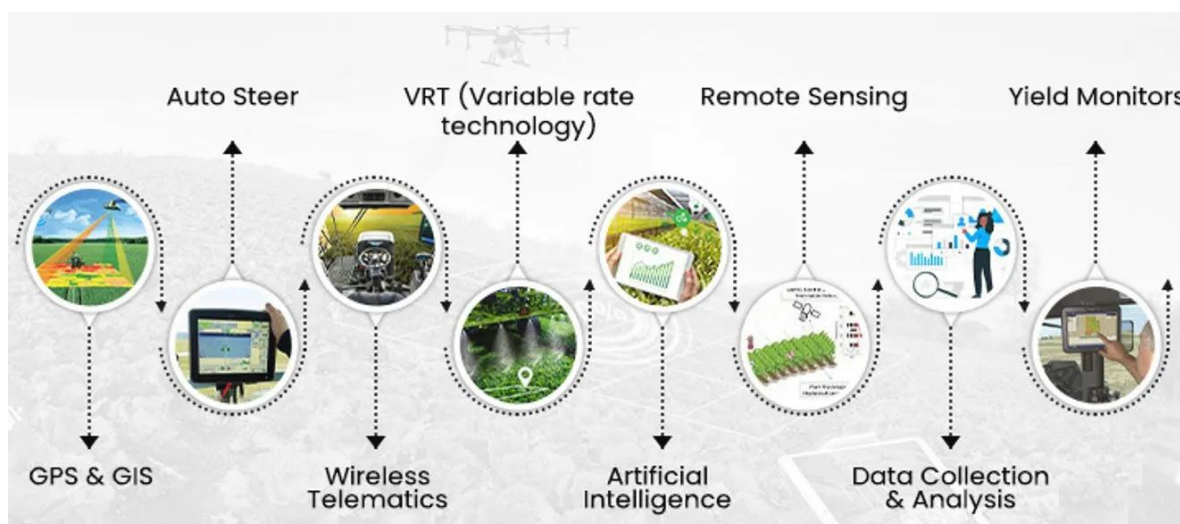 Auto Steer
VRT (Variable rate
technology)
Remote Sensing
Yield Monitors
GPS & GIS
Wireless
Telematics
Artificial
Intelligence
Data Collection
& Analysis